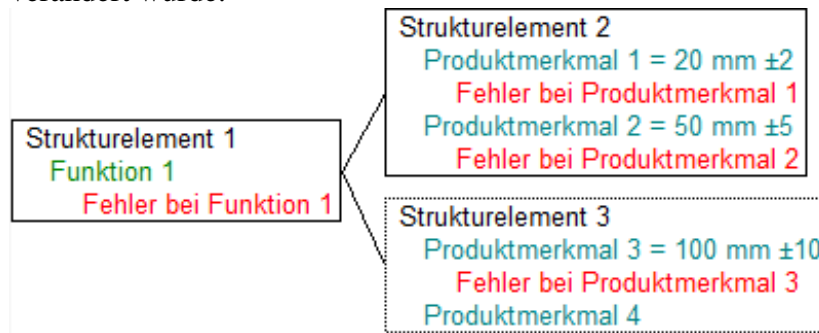 verändert wurde.
Strukturelement 1
Funktion 1
Fehler bei Funktion 1
Strukturelement 2
Produktmerkmal 1 = 20 mm ±2
Fehler bei Produktmerkmal 1
Produktmerkmal 2 = 50 mm ±5
Fehler bei Produktmerkmal 2
Strukturelement 3
Produktmerkmal 3 = 100 mm ±10
Fehler bei Produktmerkmal 3
Produktmerkmal 4